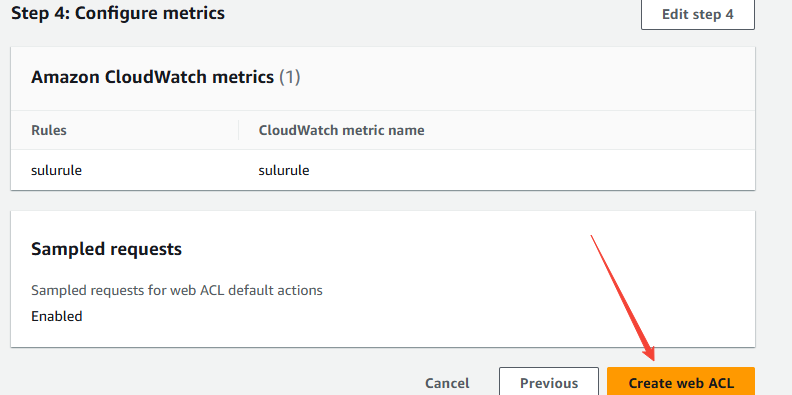 Step 4: Configure metrics
Edit step 4
Amazon CloudWatch metrics (1)
Rules CloudWatch metric name
sulurule sulurule
Sampled requests
Sampled requests for web ACL default actions
Enabled
Cancel Previous Create web ACL